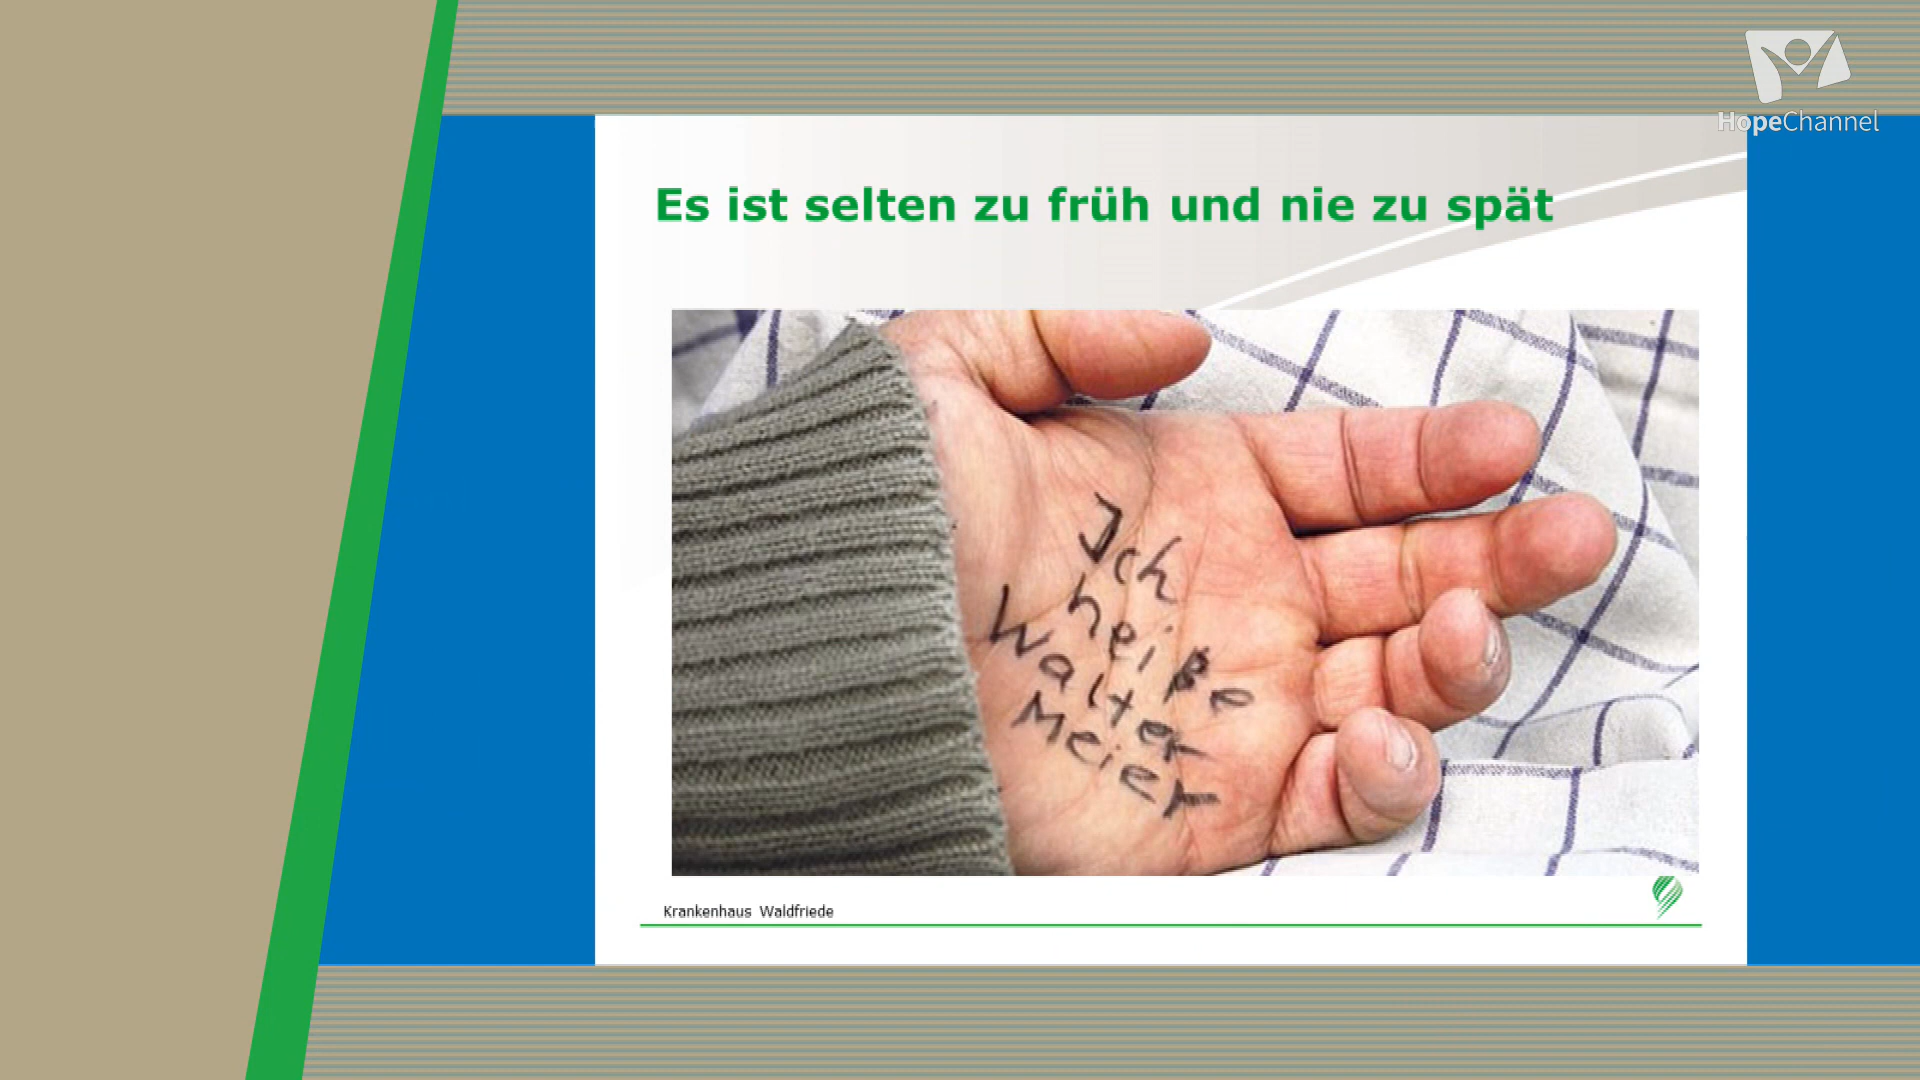 HopeChannel
Es ist selten zu früh und nie zu spät
Ich
heiße
Walter
Meier
Krankenhaus Waldfriede